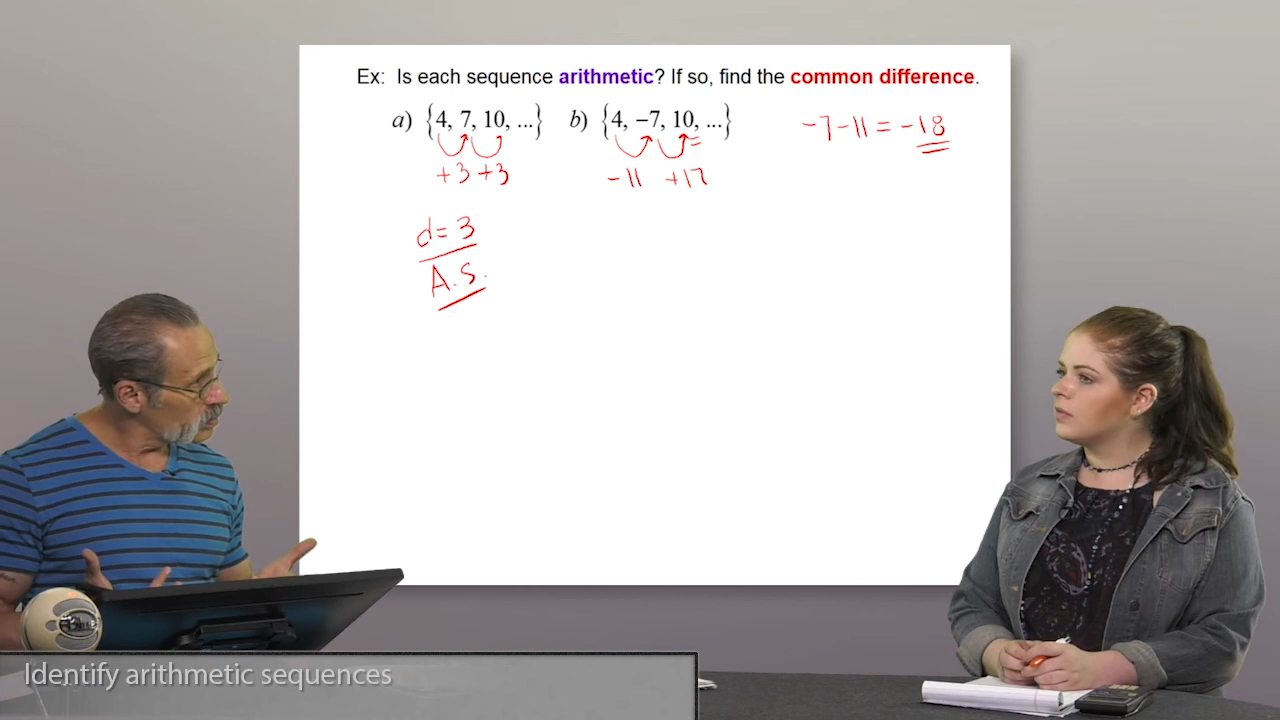 Ex: Is each sequence arithmetic? If so, find the common difference.
a) {4, 7, 10, ...} b) {4, −7, 10, ...}
-7-11 = -18
+3 +3
-11 +17
d = 3
A.S.
Blue
Identify arithmetic sequences